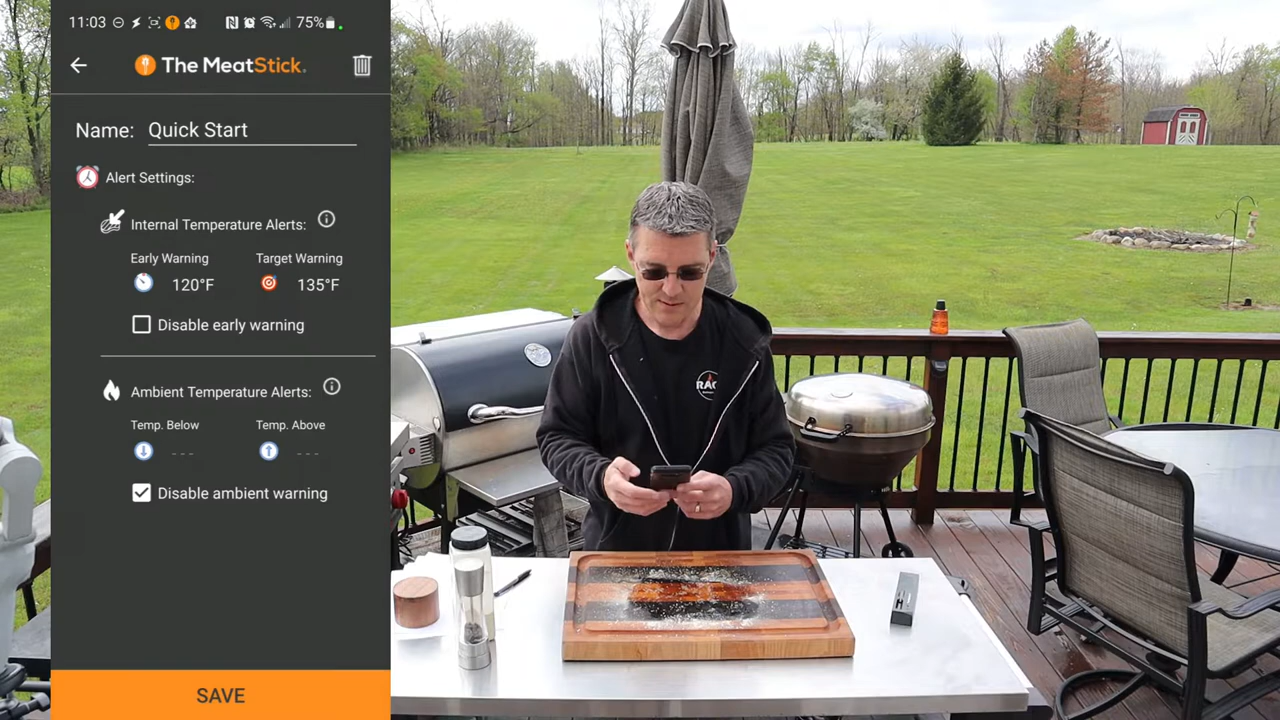 11:03
75%
The MeatStick.
Name: Quick Start
Alert Settings:
Internal Temperature Alerts:
Early Warning Target Warning
120°F 135°F
Disable early warning
Ambient Temperature Alerts:
Temp. Below Temp. Above
--- ---
Disable ambient warning
SAVE